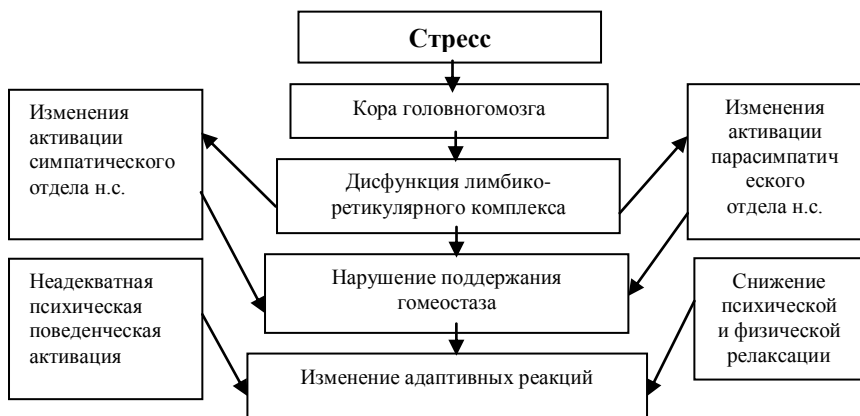 Стресс
Кора головногомозга
Изменения
активации
симпатического
отдела н.с.
Изменения
активации
парасимпатич
еского
отдела н.с.
Дисфункция лимбико-
ретикулярного комплекса
Нарушение поддержания
гомеостаза
Неадекватная
психическая
поведенческая
активация
Снижение
психической
и физической
релаксации
Изменение адаптивных реакций